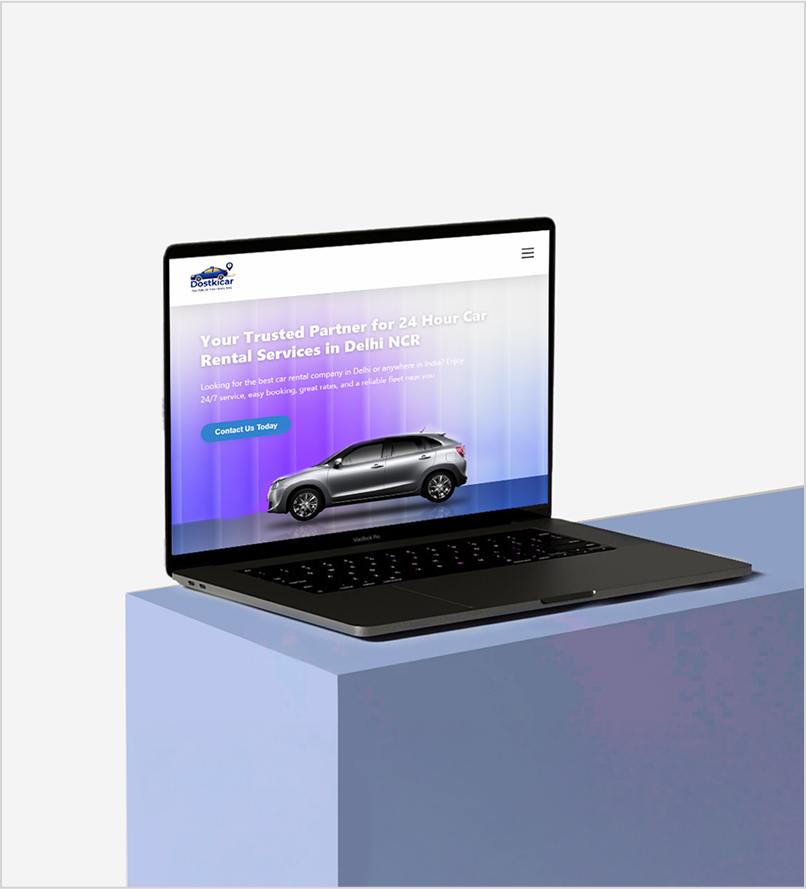 Dostkicar
Your Trusted Partner for 24 Hour Car
Rental Services in Delhi NCR
Looking for the best car rental company in Delhi or anywhere in India? Enjoy
24/7 service, easy booking, great rates, and a reliable fleet near you
Contact Us Today
MacBook Pro